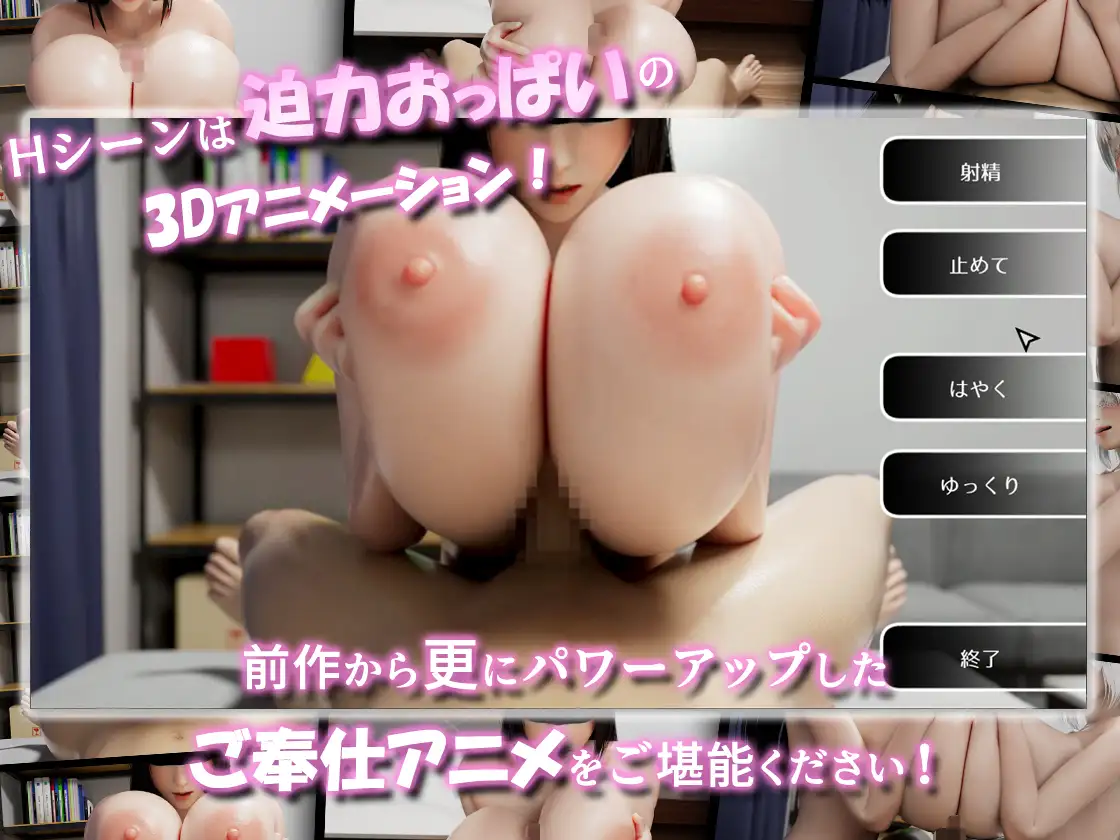 Hシーンは迫力おっぱいの
3Dアニメーション！
射精
止めて
はやく
ゆっくり
終了
前作から更にパワーアップした
ご奉仕アニメをご堪能ください！